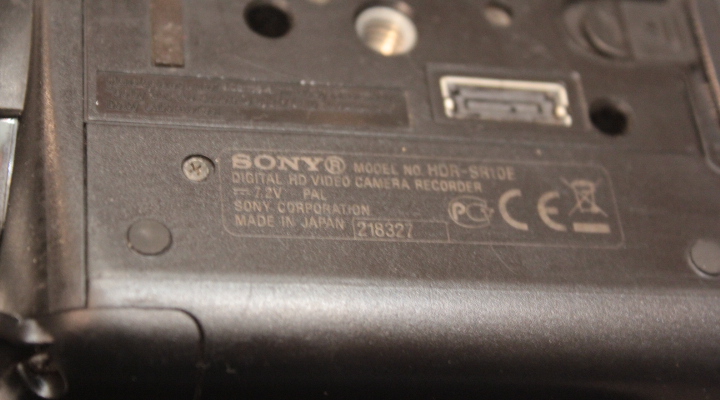 SONY® MODEL NO. HDR-SR10E
DIGITAL HD VIDEO CAMERA RECORDER
⎓ 7.2V PAL
SONY CORPORATION
MADE IN JAPAN 218327
CE